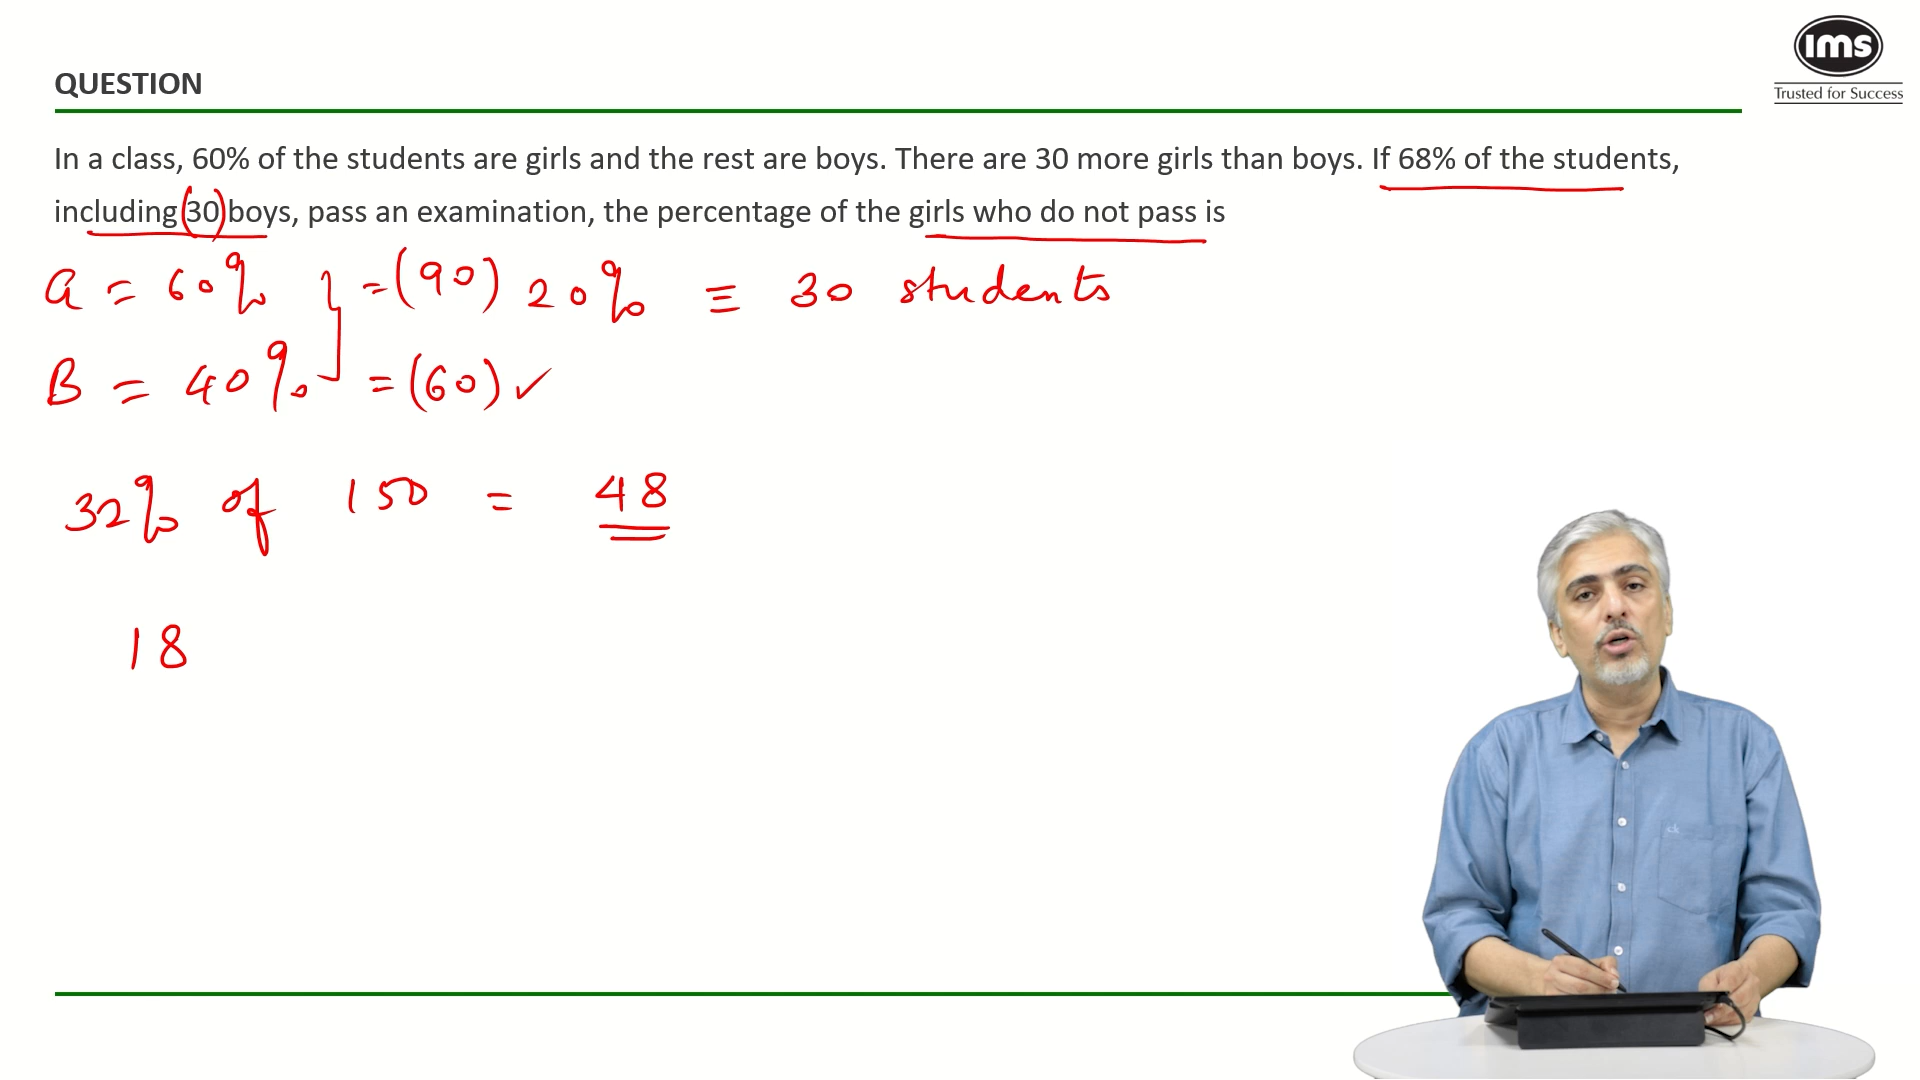 ims
Trusted for Success
QUESTION
In a class, 60% of the students are girls and the rest are boys. There are 30 more girls than boys. If 68% of the students,
including 30 boys, pass an examination, the percentage of the girls who do not pass is
G = 60% } = (90) 20% ≡ 30 students
B = 40% = (60) ✓
32% of 150 = 48
18
ck